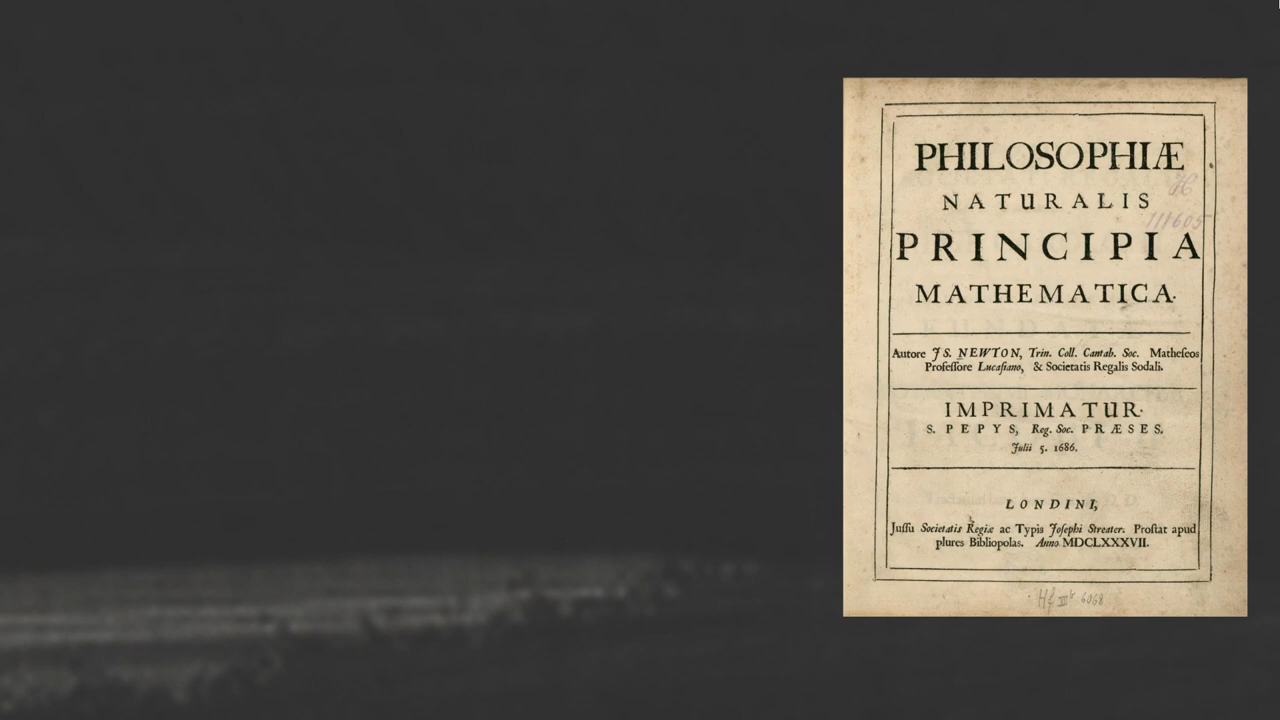 PHILOSOPHIÆ
NATURALIS
PRINCIPIA
MATHEMATICA.
Autore JS. NEWTON, Trin. Coll. Cantab. Soc. Matheſeos
Profeſſore Lucaſiano, & Societatis Regalis Sodali.
IMPRIMATUR.
S. PEPYS, Reg. Soc. PRÆSES.
Julii 5. 1686.
LONDINI,
Juſſu Societatis Regiæ ac Typis Joſephi Streater. Proſtat apud
plures Bibliopolas. Anno MDCLXXXVII.
111605
6068